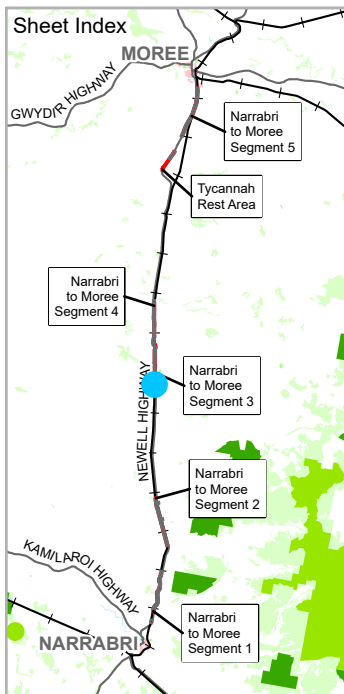 Sheet Index
MOREE
GWYDIR HIGHWAY
Narrabri
to Moree
Segment 5
Tycannah
Rest Area
Narrabri
to Moree
Segment 4
Narrabri
to Moree
Segment 3
NEWELL HIGHWAY
Narrabri
to Moree
Segment 2
KAMILAROI HIGHWAY
Narrabri
to Moree
Segment 1
NARRABRI